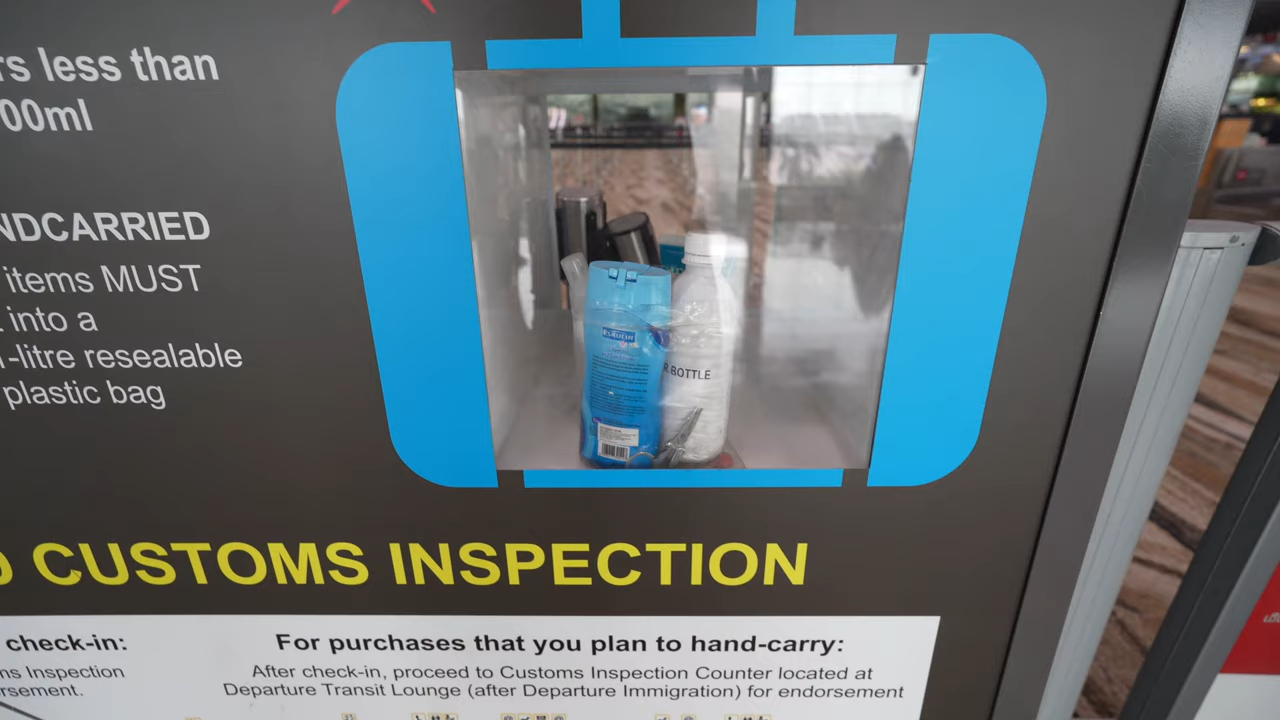 rs less than
00ml
NDCARRIED
items MUST
into a
-litre resealable
plastic bag
R BOTTLE
CUSTOMS INSPECTION
check-in:
ns Inspection
rsement.
For purchases that you plan to hand-carry:
After check-in, proceed to Customs Inspection Counter located at
Departure Transit Lounge (after Departure Immigration) for endorsement